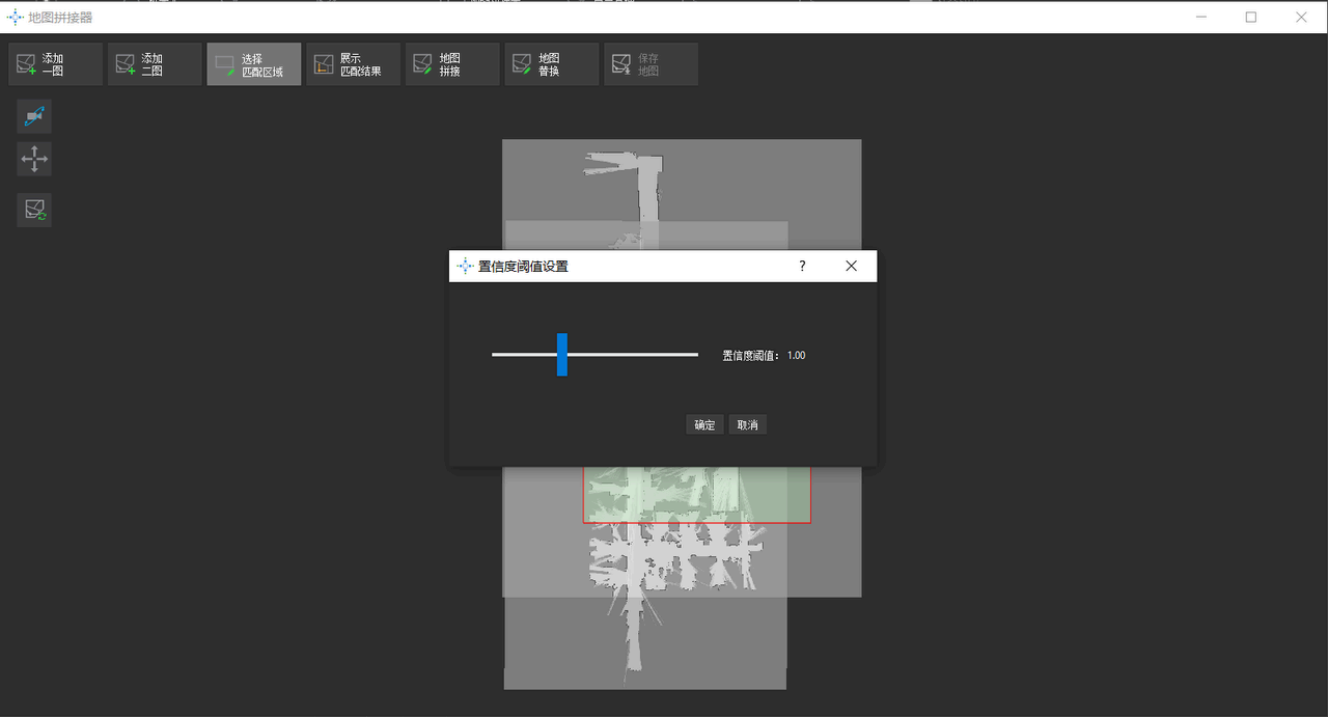 地图拼接器
添加
一图
添加
二图
选择
匹配区域
展示
匹配结果
地图
拼接
地图
替换
保存
地图
置信度阈值设置
?
置信度阈值： 1.00
确定
取消